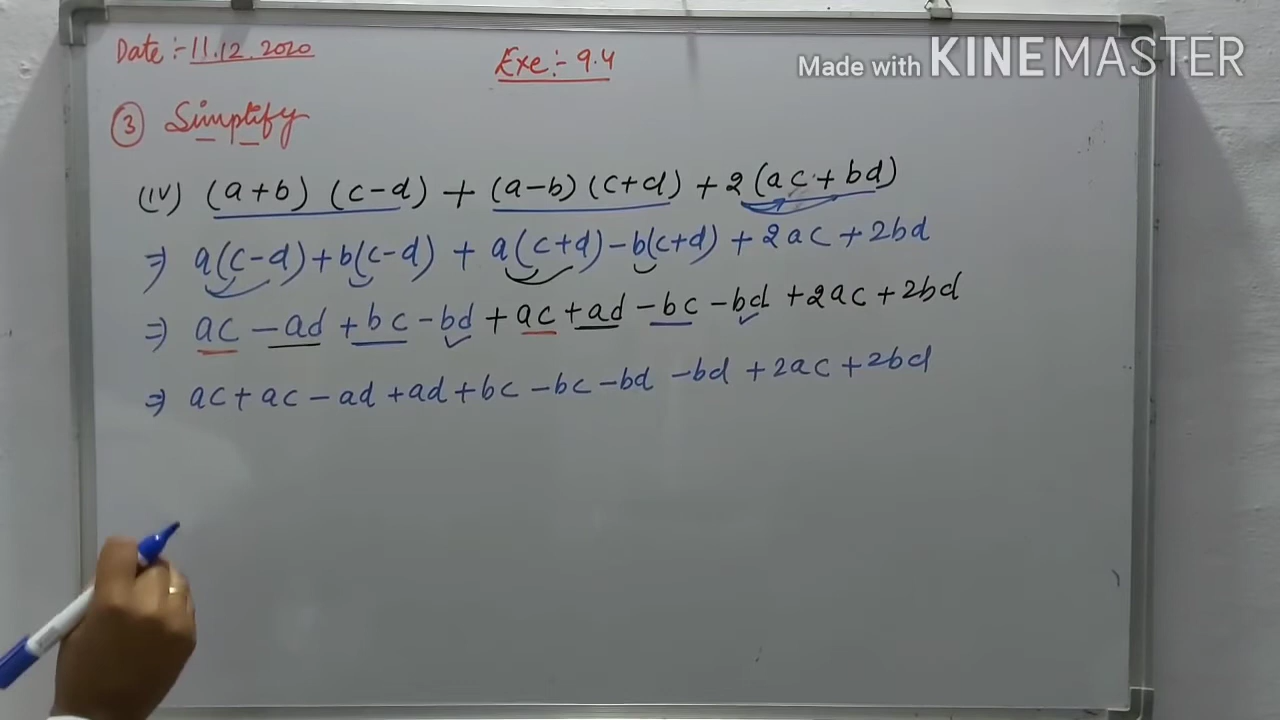 Date :- 11.12.2020
Exe:- 9.4
Made with KINEMASTER
③ Simplify
(iv) (a+b) (c-d) + (a-b) (c+d) + 2 (ac + bd)
⇒ a(c-d) + b(c-d) + a(c+d) - b(c+d) + 2ac + 2bd
⇒ ac - ad + bc - bd + ac + ad - bc - bd + 2ac + 2bd
⇒ ac + ac - ad + ad + bc - bc - bd - bd + 2ac + 2bd